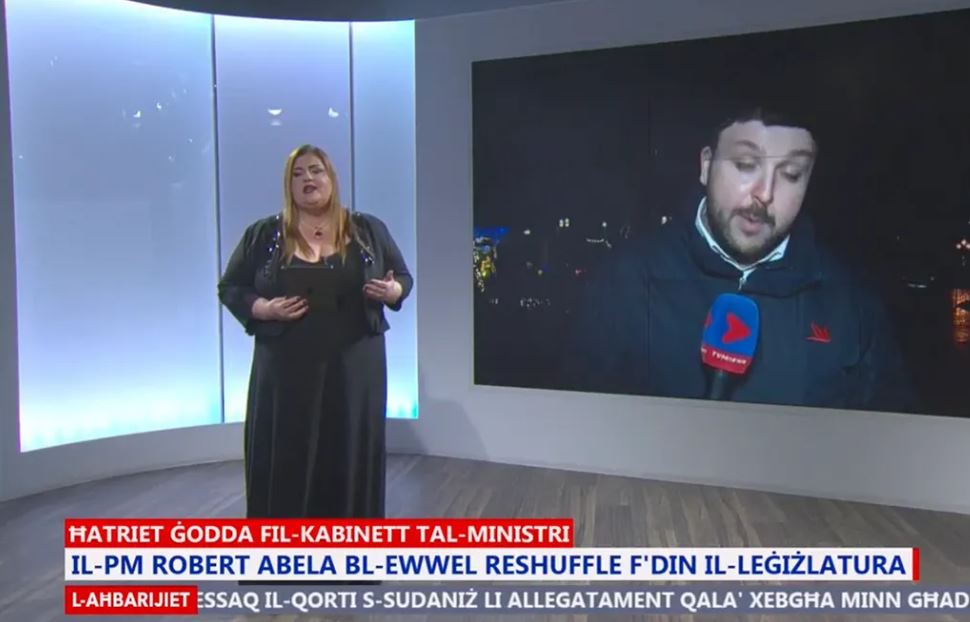 TVMnews
ĦATRIET ĠODDA FIL-KABINETT TAL-MINISTRI
IL-PM ROBERT ABELA BL-EWWEL RESHUFFLE F'DIN IL-LEĠIŻLATURA
L-AĦBARIJIET ESSAQ IL-QORTI S-SUDANIŻ LI ALLEGATAMENT QALA' XEBGĦA MINN GĦAD